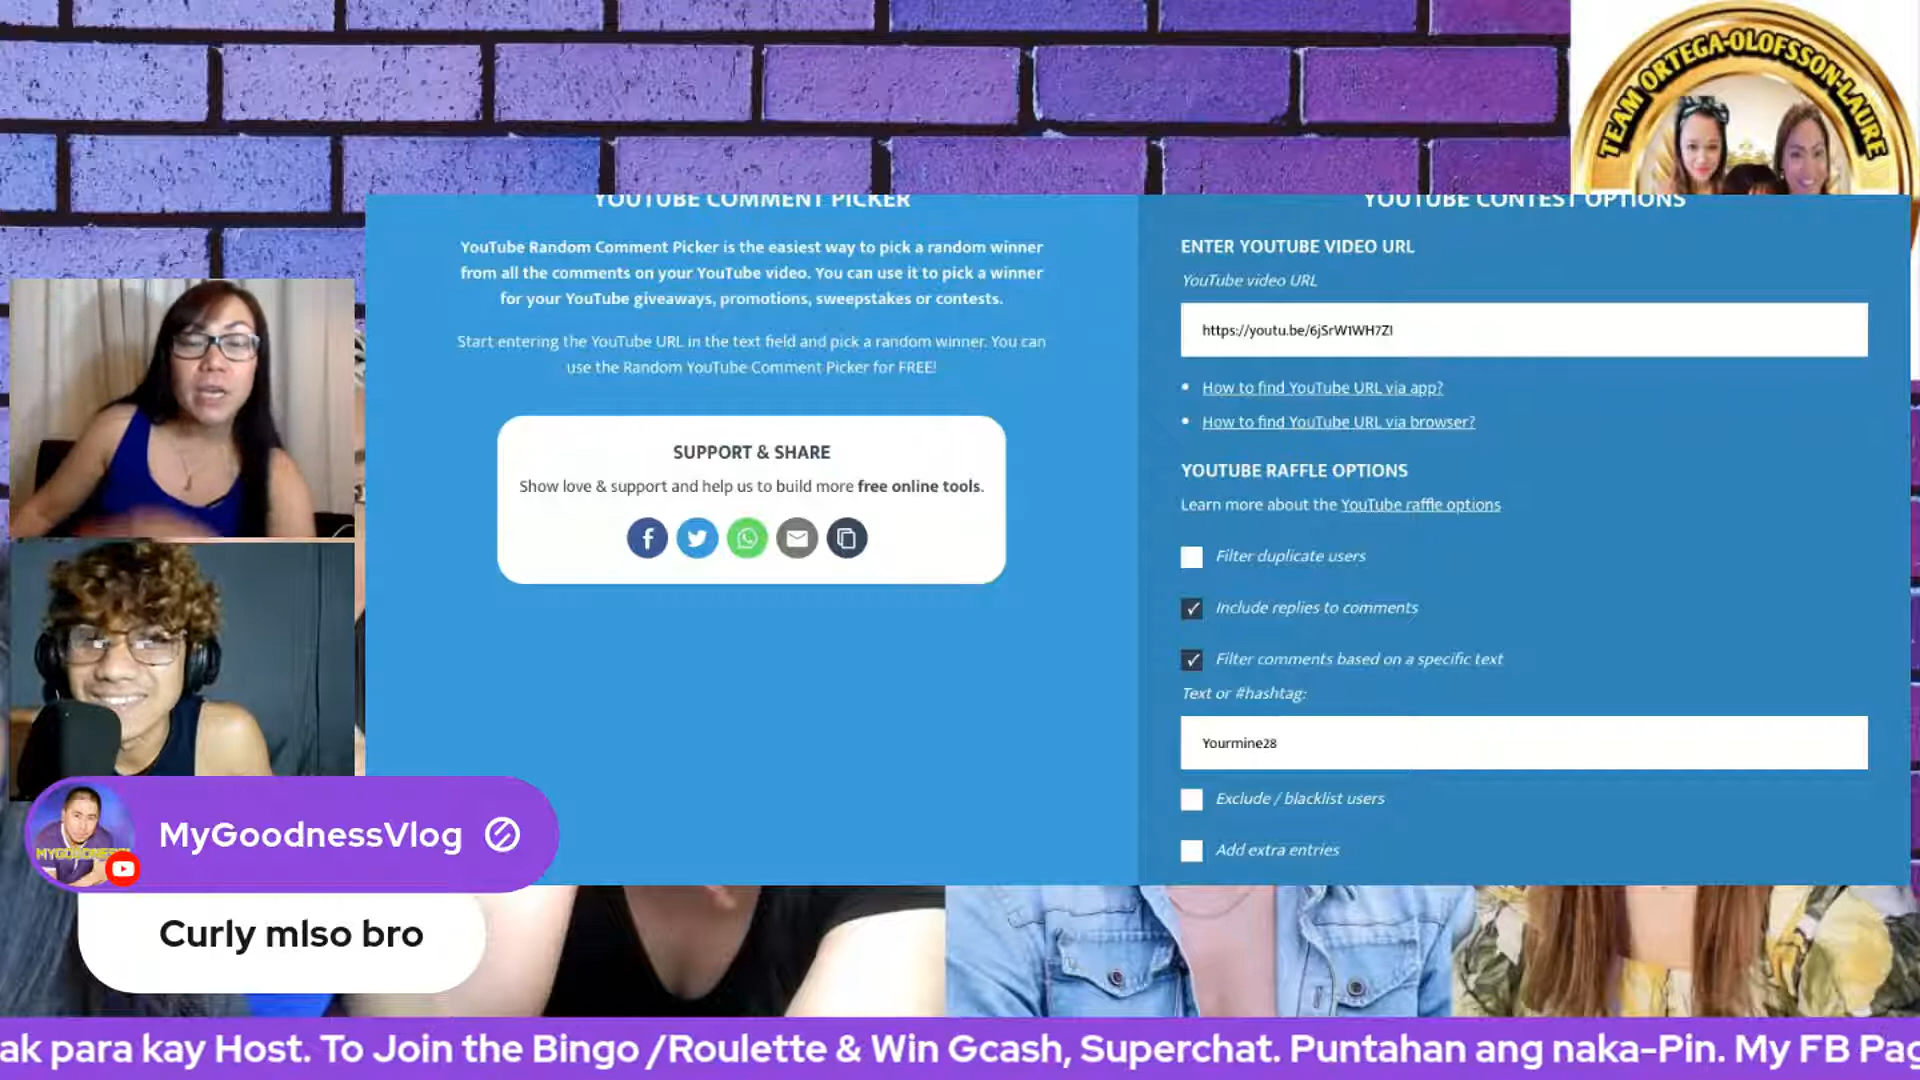 TEAM ORTEGA-OLOFSSON-LAURE
YOUTUBE COMMENT PICKER
YouTube Random Comment Picker is the easiest way to pick a random winner
from all the comments on your YouTube video. You can use it to pick a winner
for your YouTube giveaways, promotions, sweepstakes or contests.
Start entering the YouTube URL in the text field and pick a random winner. You can
use the Random YouTube Comment Picker for FREE!
SUPPORT & SHARE
Show love & support and help us to build more free online tools.
YOUTUBE CONTEST OPTIONS
ENTER YOUTUBE VIDEO URL
YouTube video URL
https://youtu.be/6jSrW1WH7ZI
How to find YouTube URL via app?
How to find YouTube URL via browser?
YOUTUBE RAFFLE OPTIONS
Learn more about the YouTube raffle options
Filter duplicate users
Include replies to comments
Filter comments based on a specific text
Text or #hashtag:
Yourmine28
Exclude / blacklist users
Add extra entries
MyGoodnessVlog
Curly mlso bro
ak para kay Host. To Join the Bingo /Roulette & Win Gcash, Superchat. Puntahan ang naka-Pin. My FB Pag